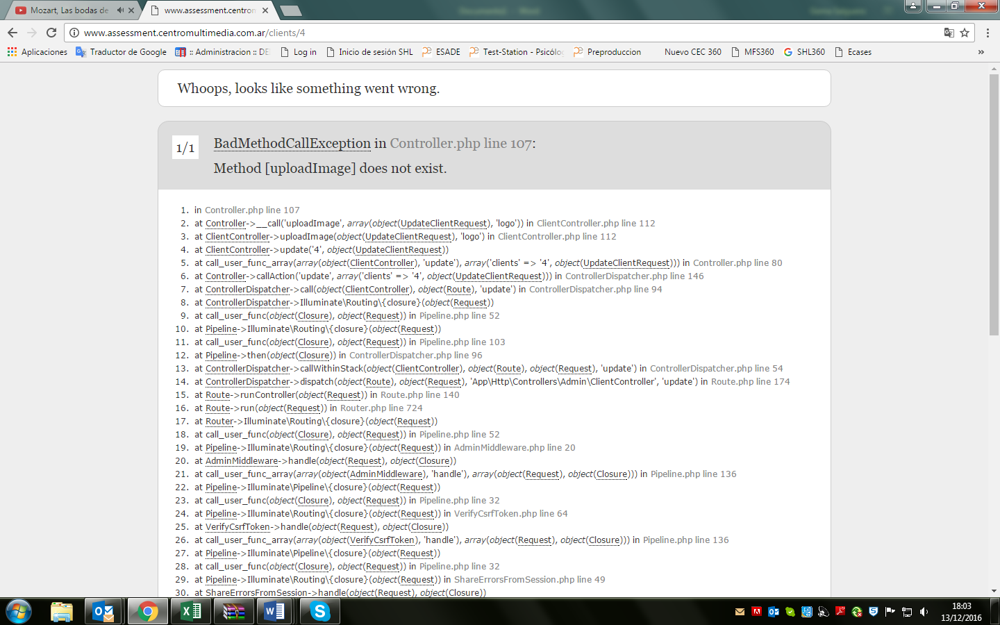 Mozart, Las bodas de
www.assessment.centrom
www.assessment.centromultimedia.com.ar/clients/4
Aplicaciones
Traductor de Google
:: Administracion :: DE
Log in
Inicio de sesión SHL
ESADE
Test-Station - Psicólo
Preproduccion
Nuevo CEC 360
MFS360
SHL360
Ecases
»
Whoops, looks like something went wrong.
1/1
BadMethodCallException in Controller.php line 107:
Method [uploadImage] does not exist.
1. in Controller.php line 107
2. at Controller->__call('uploadImage', array(object(UpdateClientRequest), 'logo')) in ClientController.php line 112
3. at ClientController->uploadImage(object(UpdateClientRequest), 'logo') in ClientController.php line 112
4. at ClientController->update('4', object(UpdateClientRequest))
5. at call_user_func_array(array(object(ClientController), 'update'), array('clients' => '4', object(UpdateClientRequest))) in Controller.php line 80
6. at Controller->callAction('update', array('clients' => '4', object(UpdateClientRequest))) in ControllerDispatcher.php line 146
7. at ControllerDispatcher->call(object(ClientController), object(Route), 'update') in ControllerDispatcher.php line 94
8. at ControllerDispatcher->Illuminate\Routing\{closure}(object(Request))
9. at call_user_func(object(Closure), object(Request)) in Pipeline.php line 52
10. at Pipeline->Illuminate\Routing\{closure}(object(Request))
11. at call_user_func(object(Closure), object(Request)) in Pipeline.php line 103
12. at Pipeline->then(object(Closure)) in ControllerDispatcher.php line 96
13. at ControllerDispatcher->callWithinStack(object(ClientController), object(Route), object(Request), 'update') in ControllerDispatcher.php line 54
14. at ControllerDispatcher->dispatch(object(Route), object(Request), 'App\Http\Controllers\Admin\ClientController', 'update') in Route.php line 174
15. at Route->runController(object(Request)) in Route.php line 140
16. at Route->run(object(Request)) in Router.php line 724
17. at Router->Illuminate\Routing\{closure}(object(Request))
18. at call_user_func(object(Closure), object(Request)) in Pipeline.php line 52
19. at Pipeline->Illuminate\Routing\{closure}(object(Request)) in AdminMiddleware.php line 20
20. at AdminMiddleware->handle(object(Request), object(Closure))
21. at call_user_func_array(array(object(AdminMiddleware), 'handle'), array(object(Request), object(Closure))) in Pipeline.php line 136
22. at Pipeline->Illuminate\Pipeline\{closure}(object(Request))
23. at call_user_func(object(Closure), object(Request)) in Pipeline.php line 32
24. at Pipeline->Illuminate\Routing\{closure}(object(Request)) in VerifyCsrfToken.php line 64
25. at VerifyCsrfToken->handle(object(Request), object(Closure))
26. at call_user_func_array(array(object(VerifyCsrfToken), 'handle'), array(object(Request), object(Closure))) in Pipeline.php line 136
27. at Pipeline->Illuminate\Pipeline\{closure}(object(Request))
28. at call_user_func(object(Closure), object(Request)) in Pipeline.php line 32
29. at Pipeline->Illuminate\Routing\{closure}(object(Request)) in ShareErrorsFromSession.php line 49
30. at ShareErrorsFromSession->handle(object(Request), object(Closure))
18:03
13/12/2016